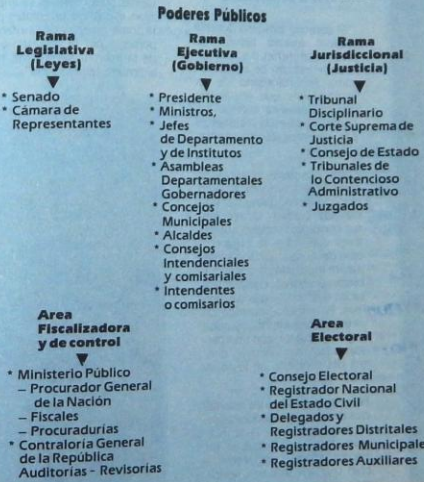 Poderes Públicos
Rama
Legislativa
(Leyes)
* Senado
* Cámara de
Representantes
Rama
Ejecutiva
(Gobierno)
* Presidente
* Ministros,
* Jefes
de Departamento
y de Institutos
* Asambleas
Departamentales
Gobernadores
* Concejos
Municipales
* Alcaldes
* Consejos
Intendenciales
y comisariales
* Intendentes
o comisarios
Rama
Jurisdiccional
(Justicia)
* Tribunal
Disciplinario
* Corte Suprema de
Justicia
* Consejo de Estado
* Tribunales de
lo Contencioso
Administrativo
* Juzgados
Area
Fiscalizadora
y de control
* Ministerio Público
– Procurador General
de la Nación
– Fiscales
– Procuradurías
* Contraloría General
de la República
Auditorías - Revisorías
Area
Electoral
* Consejo Electoral
* Registrador Nacional
del Estado Civil
* Delegados y
Registradores Distritales
* Registradores Municipale
* Registradores Auxiliares